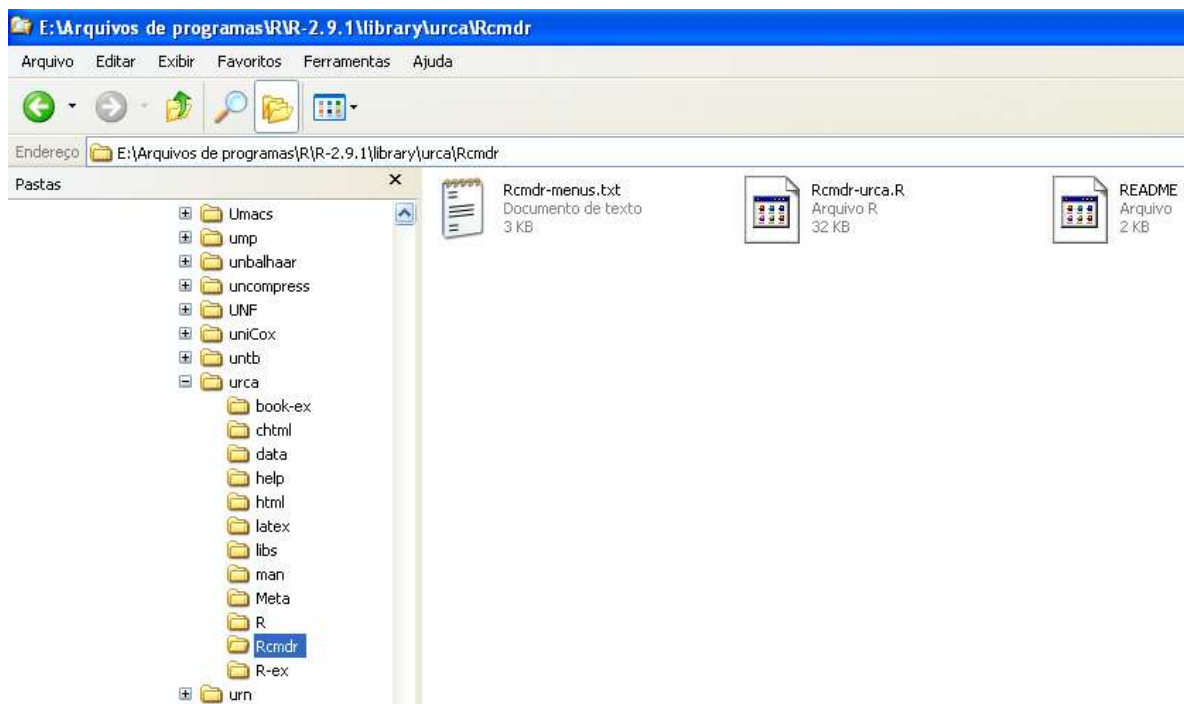 E:\Arquivos de programas\R\R-2.9.1\library\urca\Rcmdr
Arquivo Editar Exibir Favoritos Ferramentas Ajuda
Endereço E:\Arquivos de programas\R\R-2.9.1\library\urca\Rcmdr
Pastas
Umacs
ump
unbalhaar
uncompress
UNF
uniCox
untb
urca
book-ex
chtml
data
help
html
latex
libs
man
Meta
R
Rcmdr
R-ex
urn
Rcmdr-menus.txt
Documento de texto
3 KB
Rcmdr-urca.R
Arquivo R
32 KB
README
Arquivo
2 KB